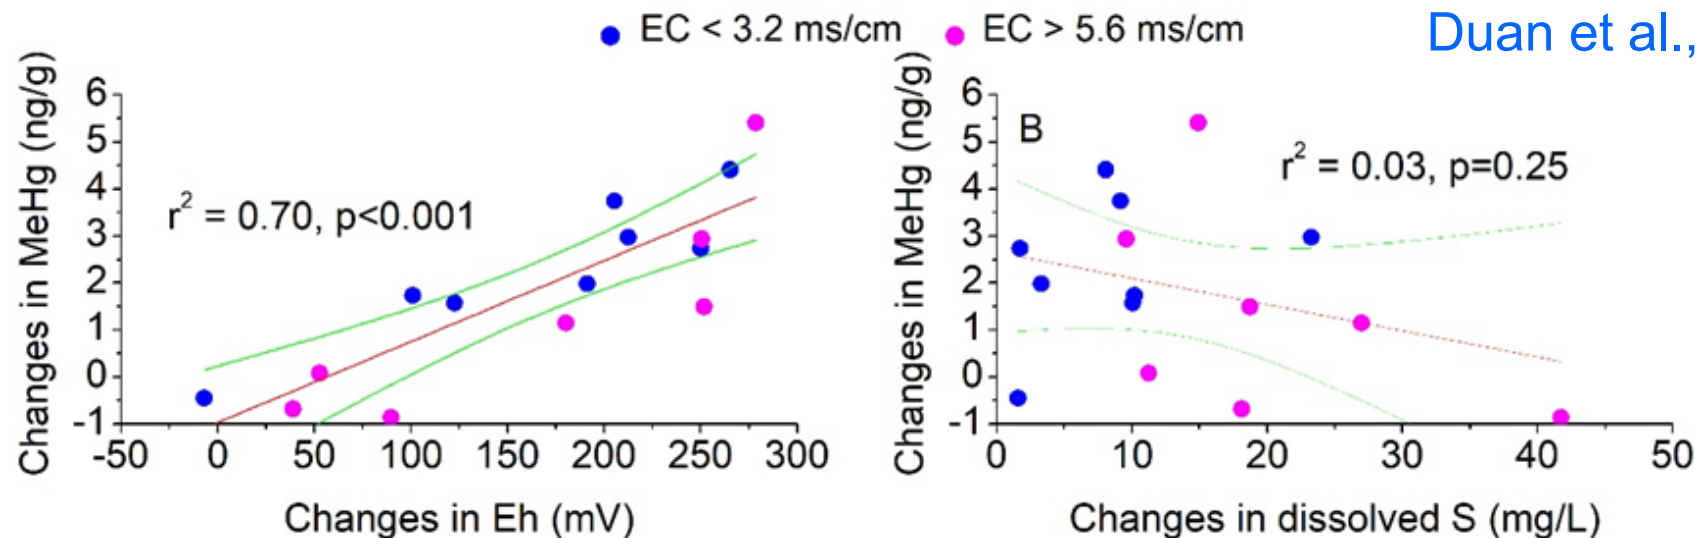 EC < 3.2 ms/cm EC > 5.6 ms/cm
Duan et al.,
Changes in MeHg (ng/g)
6
5
4
3
2
1
0
-1
r² = 0.70, p<0.001
-50 0 50 100 150 200 250 300
Changes in Eh (mV)
Changes in MeHg (ng/g)
6
5
4
3
2
1
0
-1
B
r² = 0.03, p=0.25
0 10 20 30 40 50
Changes in dissolved S (mg/L)